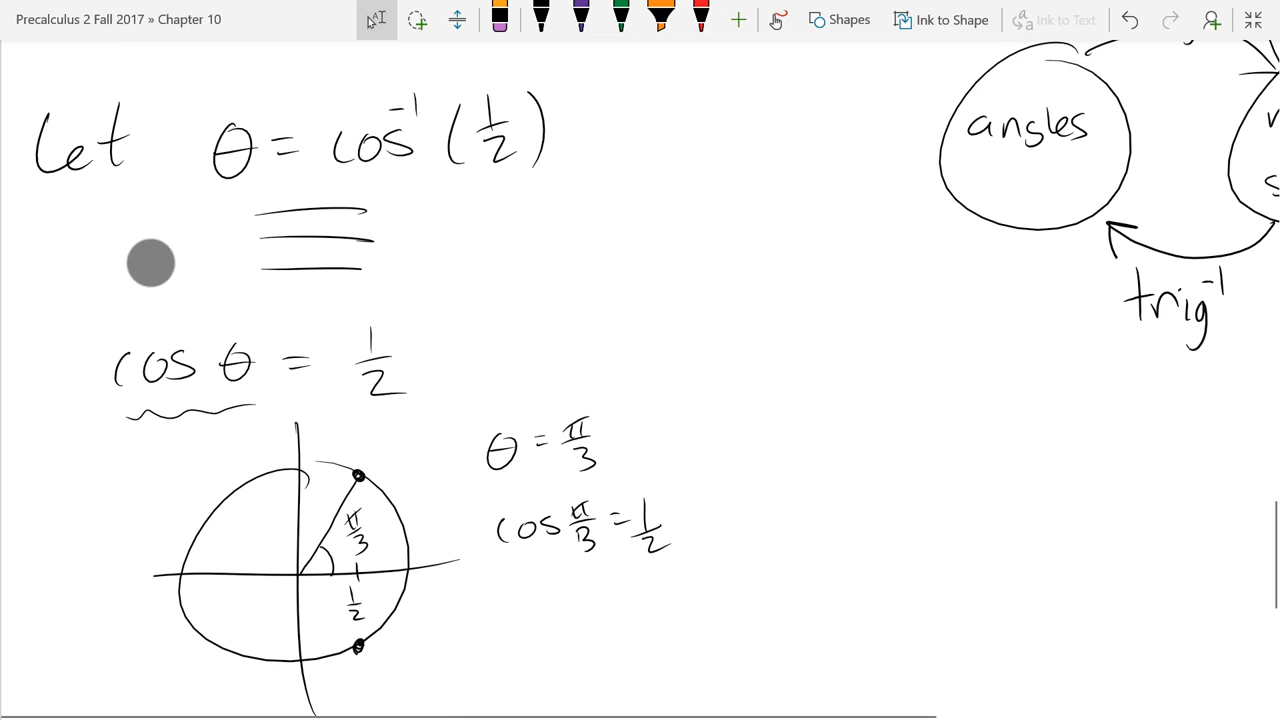 Precalculus 2 Fall 2017 » Chapter 10
Shapes
Ink to Shape
Ink to Text
Let θ = cos⁻¹ (1/2)
cos θ = 1/2
θ = π/3
cos π/3 = 1/2
π/3
1/2
angles
trig⁻¹